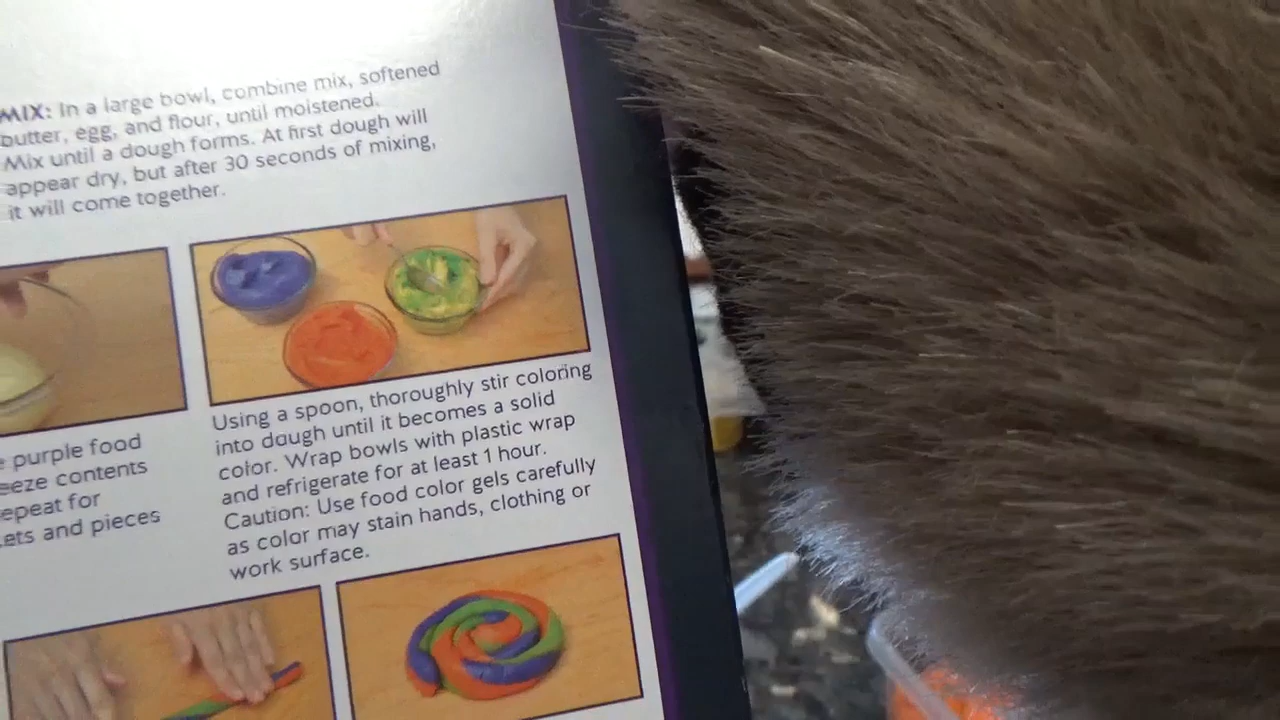 MIX: In a large bowl, combine mix, softened
butter, egg, and flour, until moistened.
Mix until a dough forms. At first dough will
appear dry, but after 30 seconds of mixing,
it will come together.
purple food
contents
for
and pieces
Using a spoon, thoroughly stir coloring
into dough until it becomes a solid
color. Wrap bowls with plastic wrap
and refrigerate for at least 1 hour.
Caution: Use food color gels carefully
as color may stain hands, clothing or
work surface.